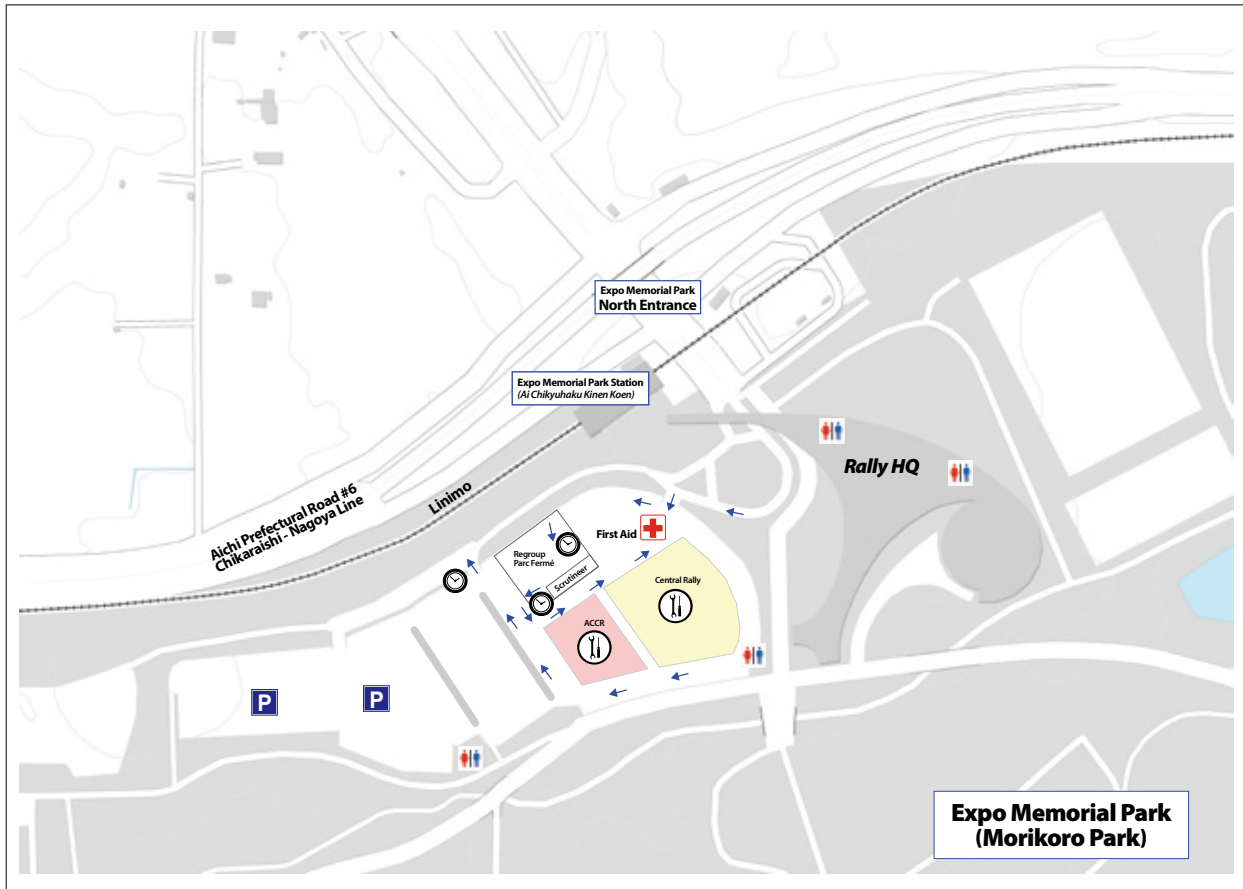 Expo Memorial Park
North Entrance
Expo Memorial Park Station
(Ai Chikyuhaku Kinen Koen)
Rally HQ
Aichi Prefectural Road #6
Chikaraishi - Nagoya Line
Linimo
First Aid
Regroup
Parc Fermé
Scrutineer
Central Rally
ACCR
P
P
Expo Memorial Park
(Morikoro Park)